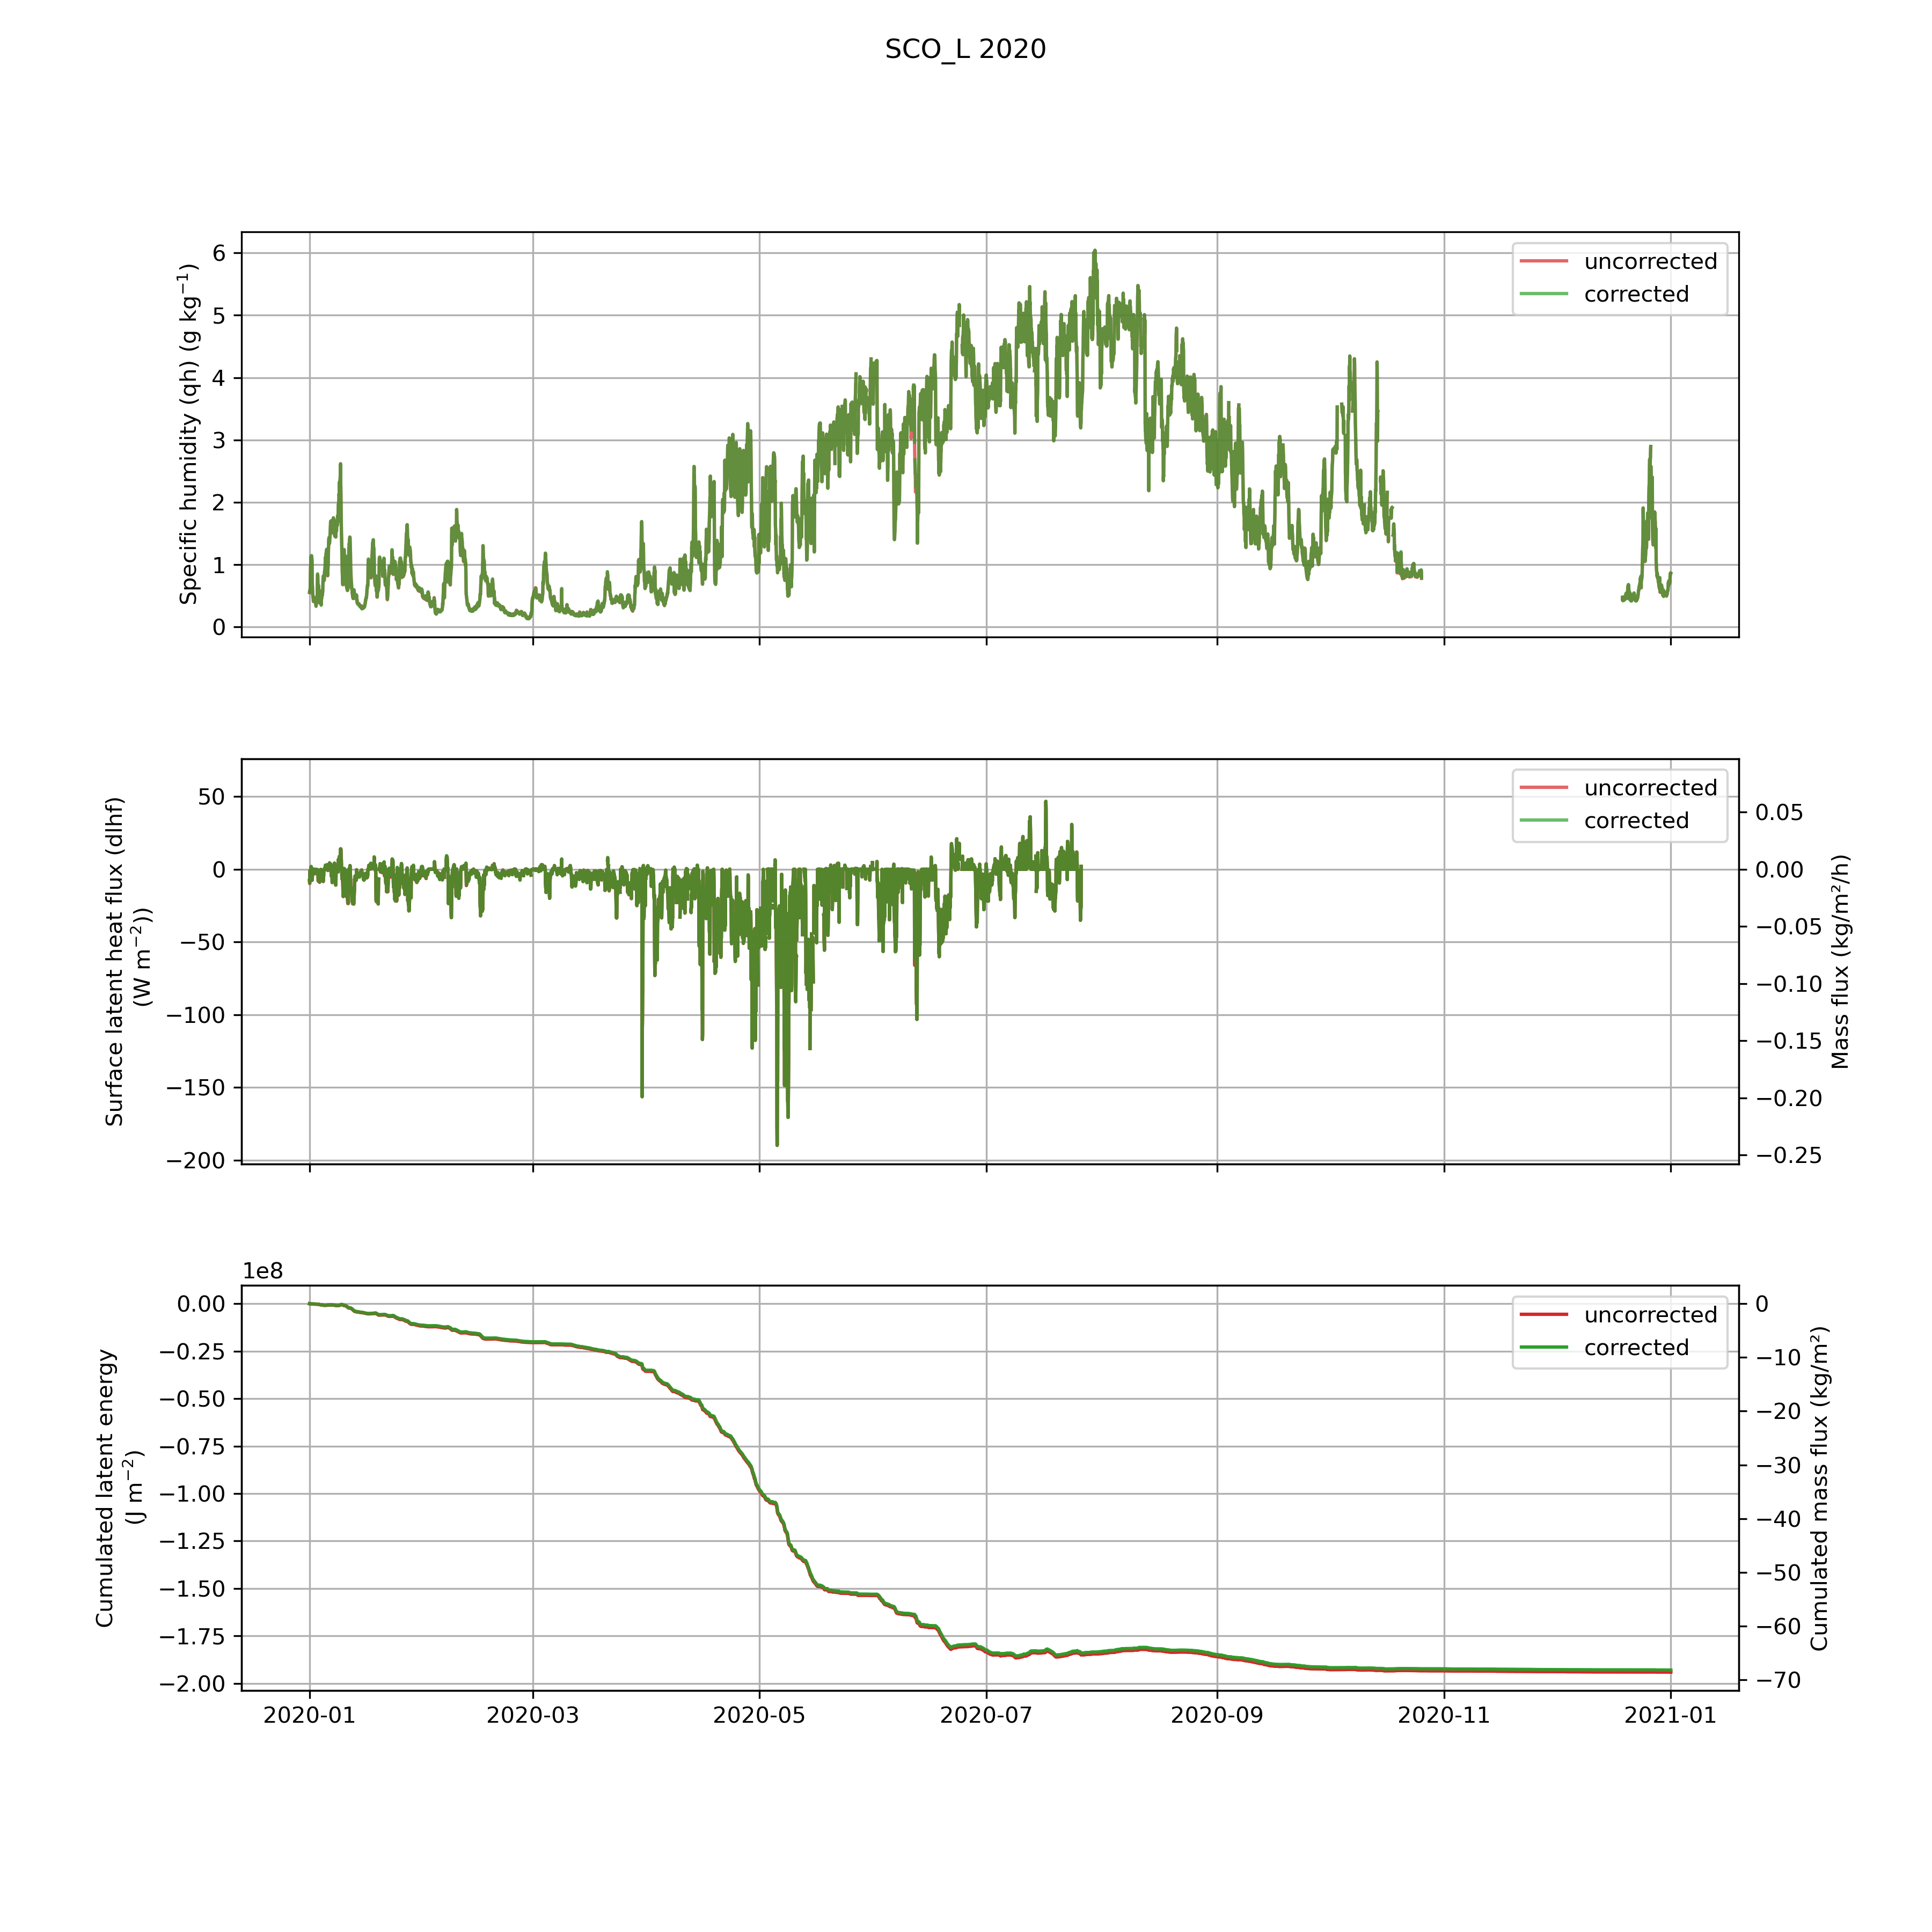 SCO_L 2020
Specific humidity (qh) (g kg⁻¹)
6
5
4
3
2
1
0
uncorrected
corrected
Surface latent heat flux (dlhf)
(W m⁻²))
50
0
−50
−100
−150
−200
uncorrected
corrected
0.05
0.00
−0.05
−0.10
−0.15
−0.20
−0.25
Mass flux (kg/m²/h)
1e8
Cumulated latent energy
(J m⁻²)
0.00
−0.25
−0.50
−0.75
−1.00
−1.25
−1.50
−1.75
−2.00
uncorrected
corrected
0
−10
−20
−30
−40
−50
−60
−70
Cumulated mass flux (kg/m²)
2020-01 2020-03 2020-05 2020-07 2020-09 2020-11 2021-01